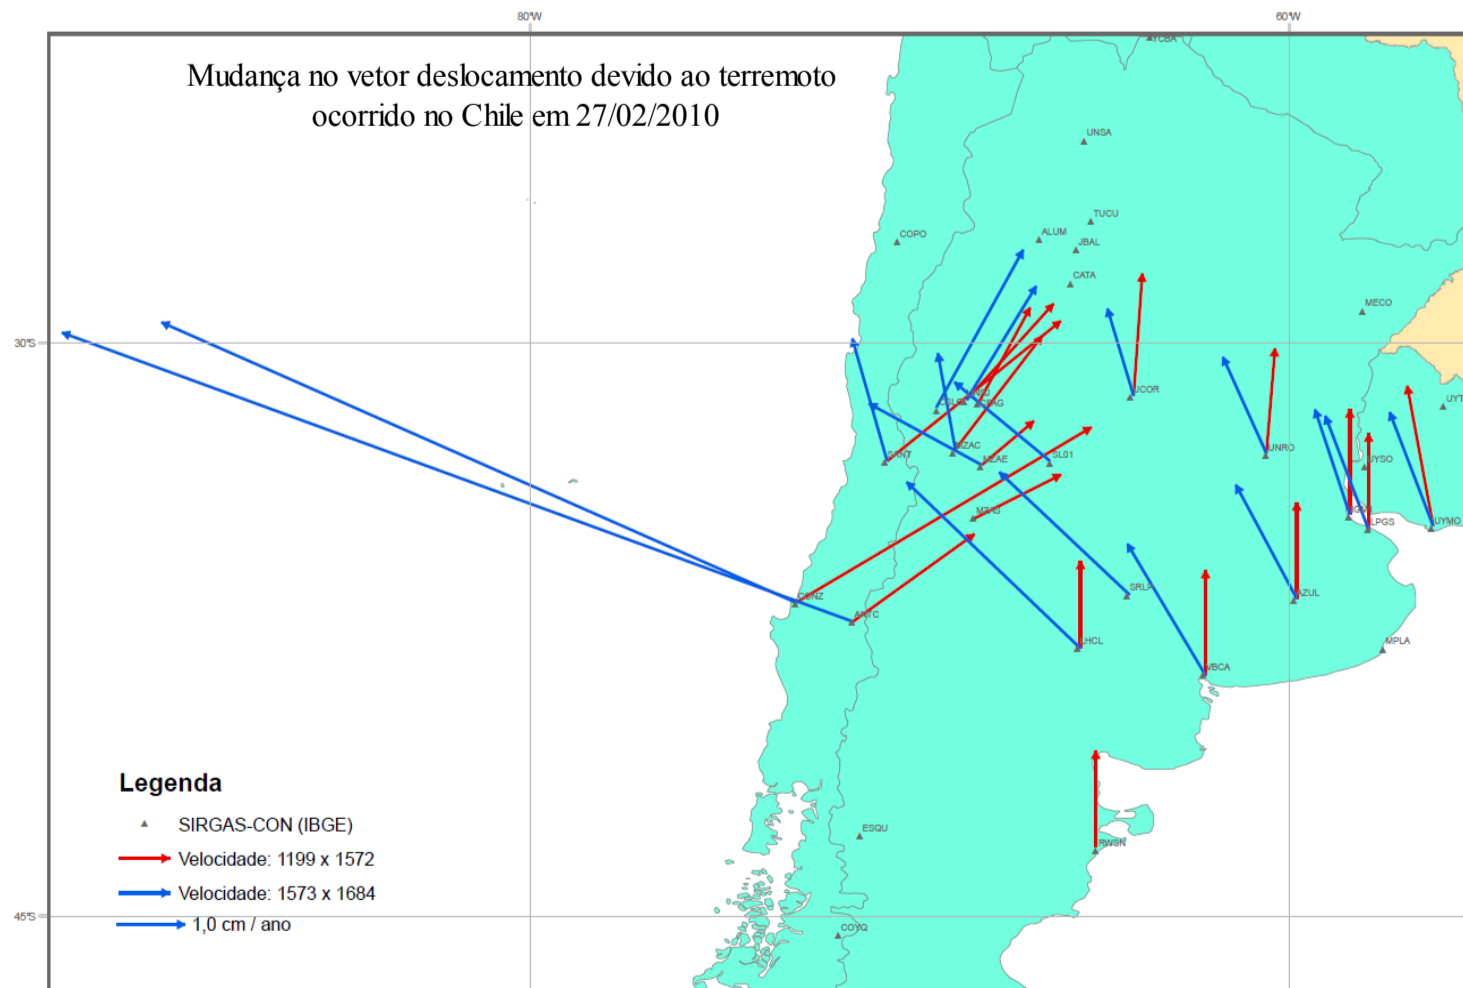 80°W
60°W
Mudança no vetor deslocamento devido ao terremoto
ocorrido no Chile em 27/02/2010
YCBA
UNSA
TUCU
COPO
ALUM
JBAL
CATA
MECO
30°S
UCOR
UYT
CFAG
MZAC
SANT
MZAE
SL01
UNRO
UYSO
MZAS
LPGS
UYMO
CONZ
SRLP
AZUL
ANTC
LHCL
MPLA
VBCA
Legenda
SIRGAS-CON (IBGE)
ESQU
RWSN
Velocidade: 1199 x 1572
Velocidade: 1573 x 1684
45°S
1,0 cm / ano
COYQ